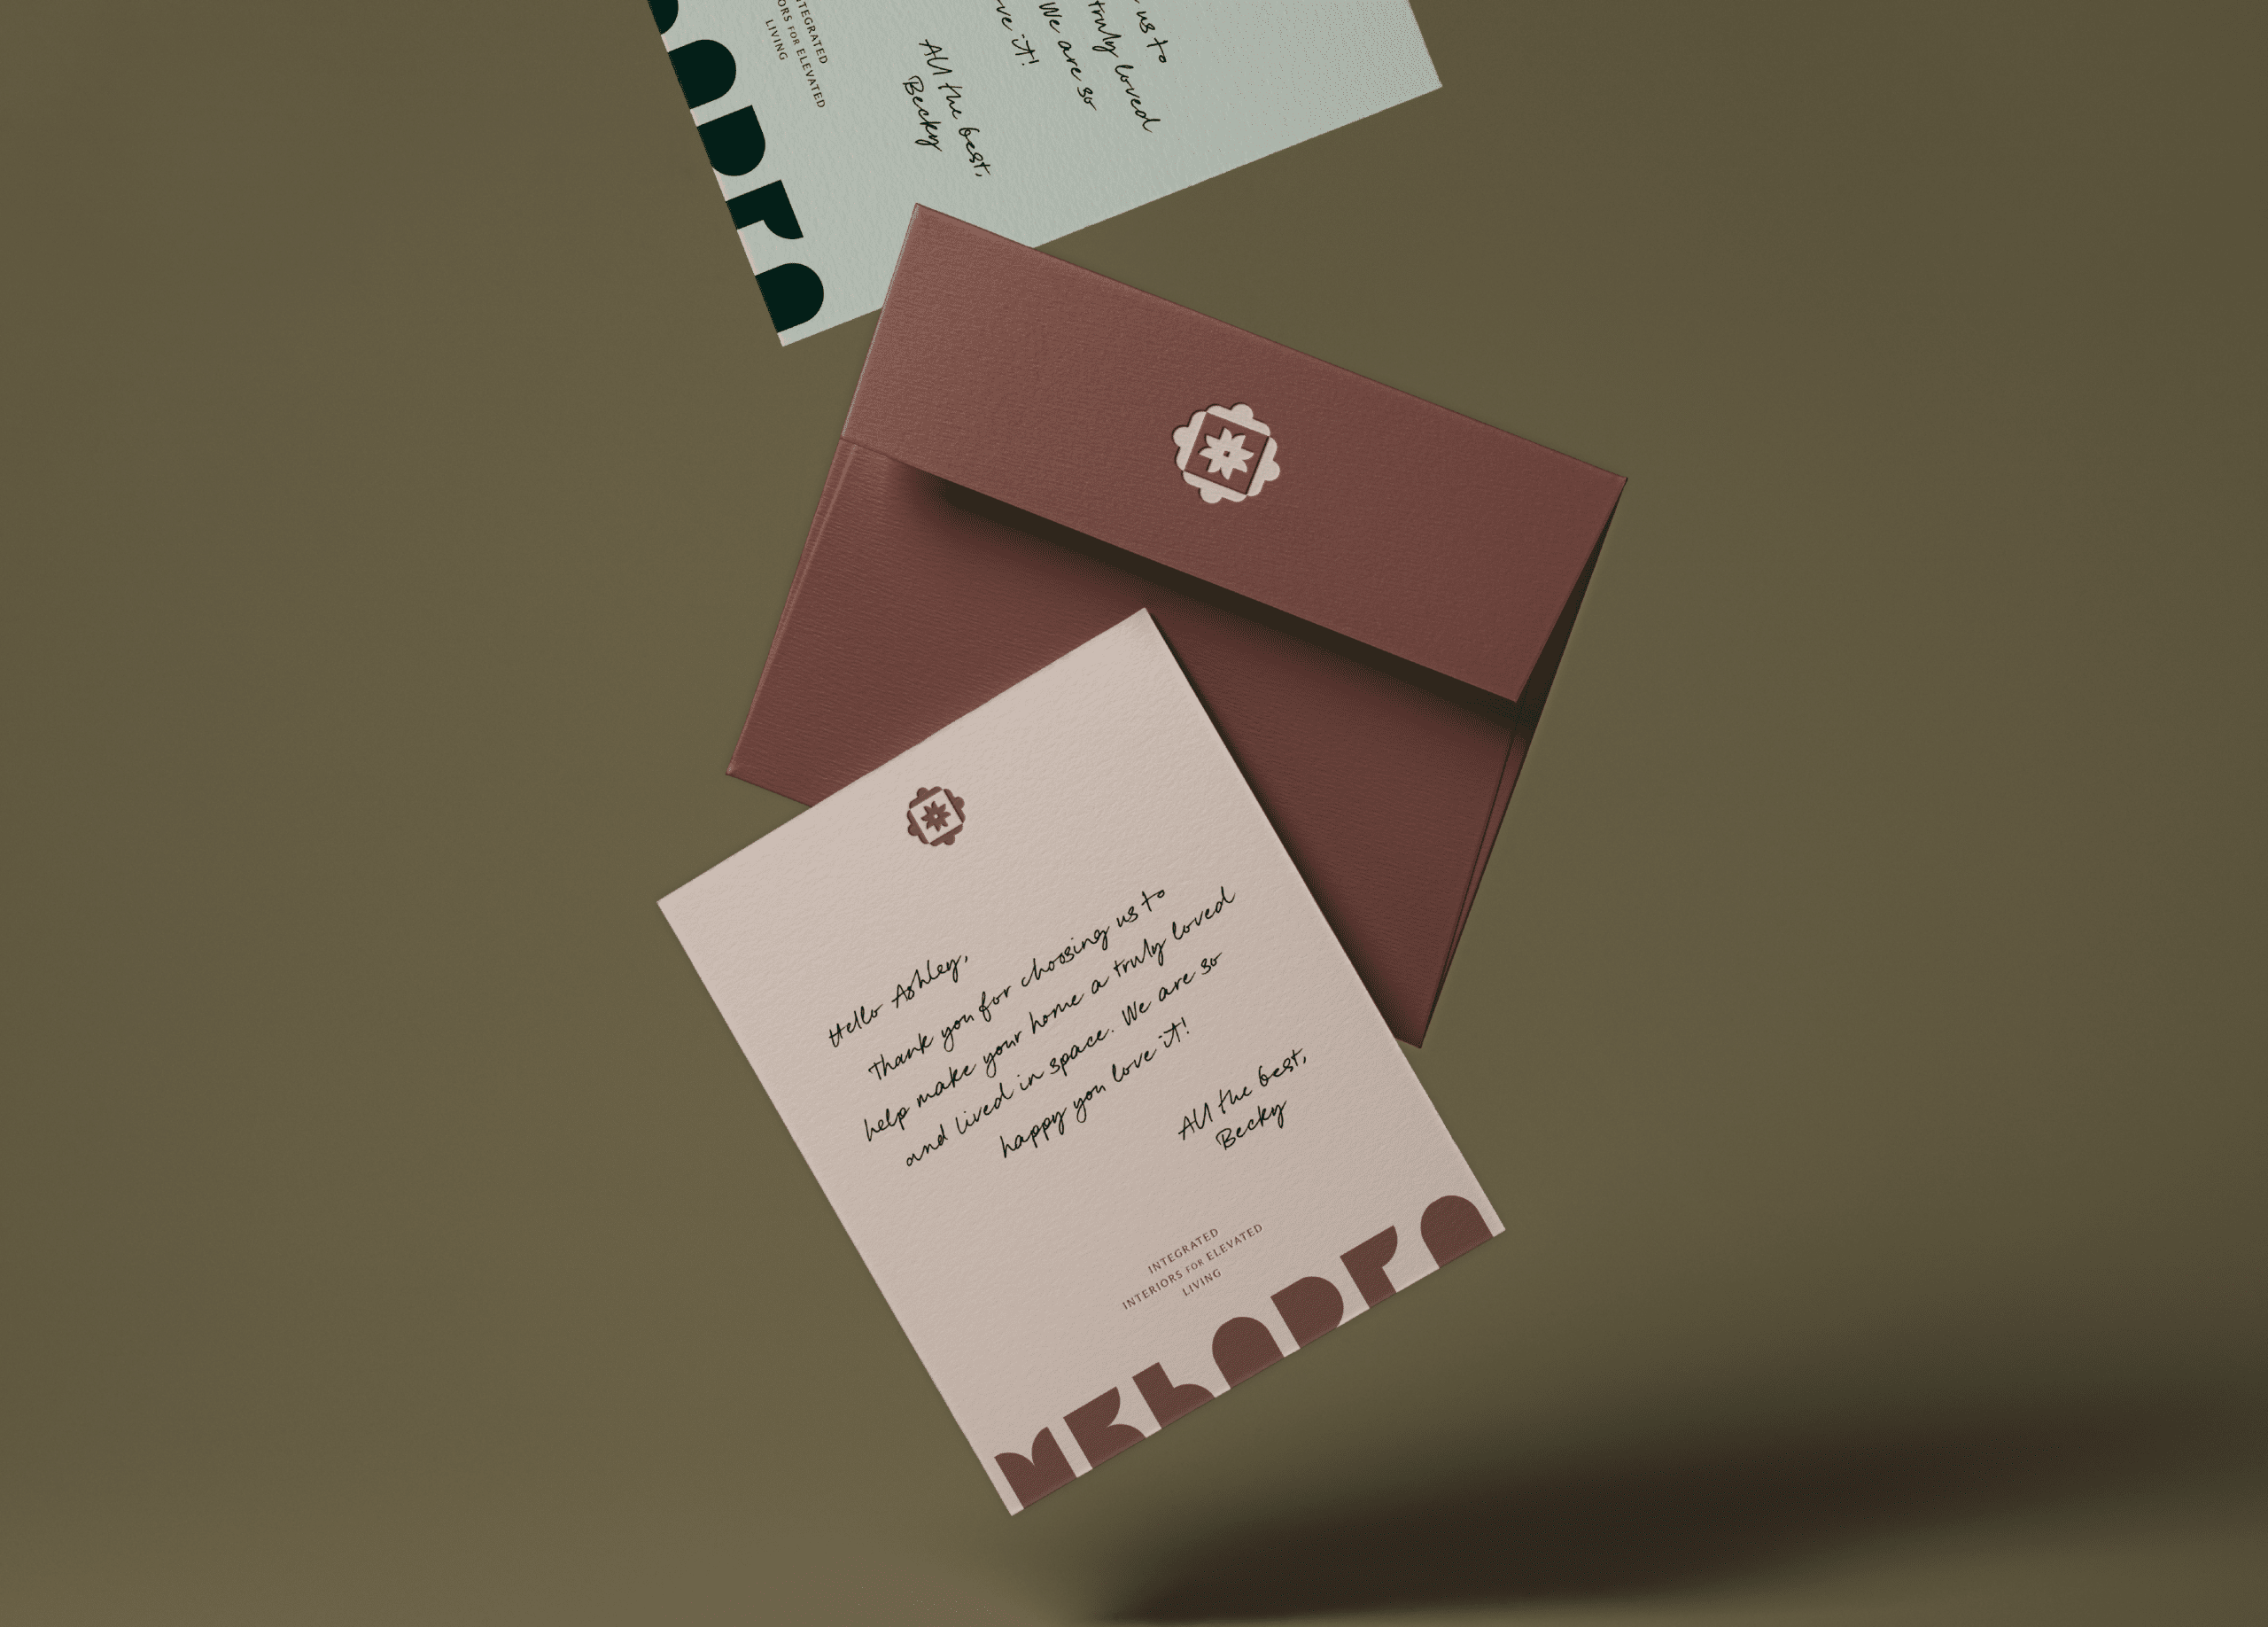 us to
truly loved
We are so
it!
All the best,
Becky
FOR ELEVATED
LIVING
Hello Ashley,
Thank you for choosing us to
help make your home a truly loved
and lived in space. We are so
happy you love it!
All the best,
Becky
INTEGRATED
INTERIORS FOR ELEVATED
LIVING